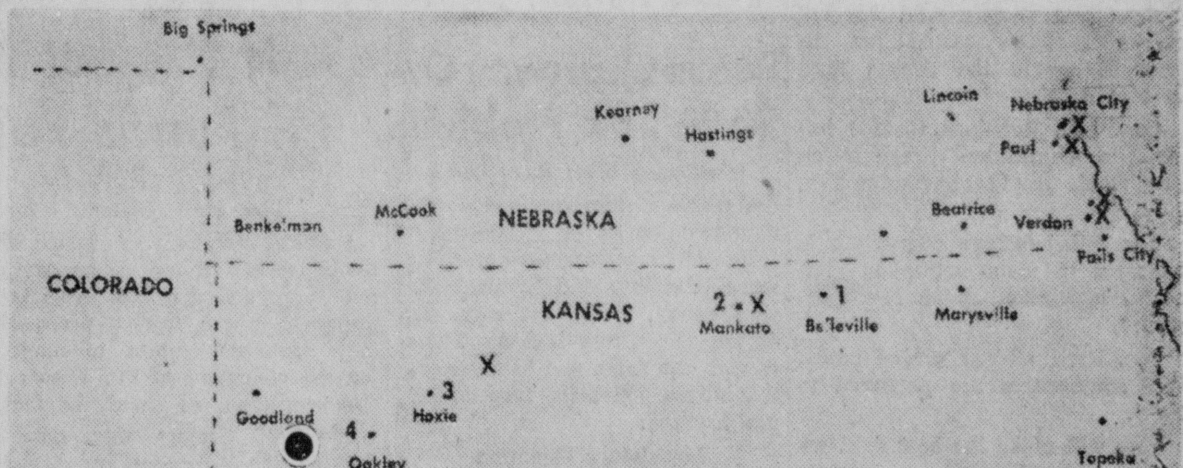 Big Springs
Lincoln
Nebraska City
X
Kearney
Hastings
Paul
X
McCook
NEBRASKA
Beatrice
Benkelman
Verdon
X
X
Falls City
COLORADO
KANSAS
2
X
1
Mankato
Belleville
Marysville
X
3
Goodland
Hoxie
4
Oakley
Topeka